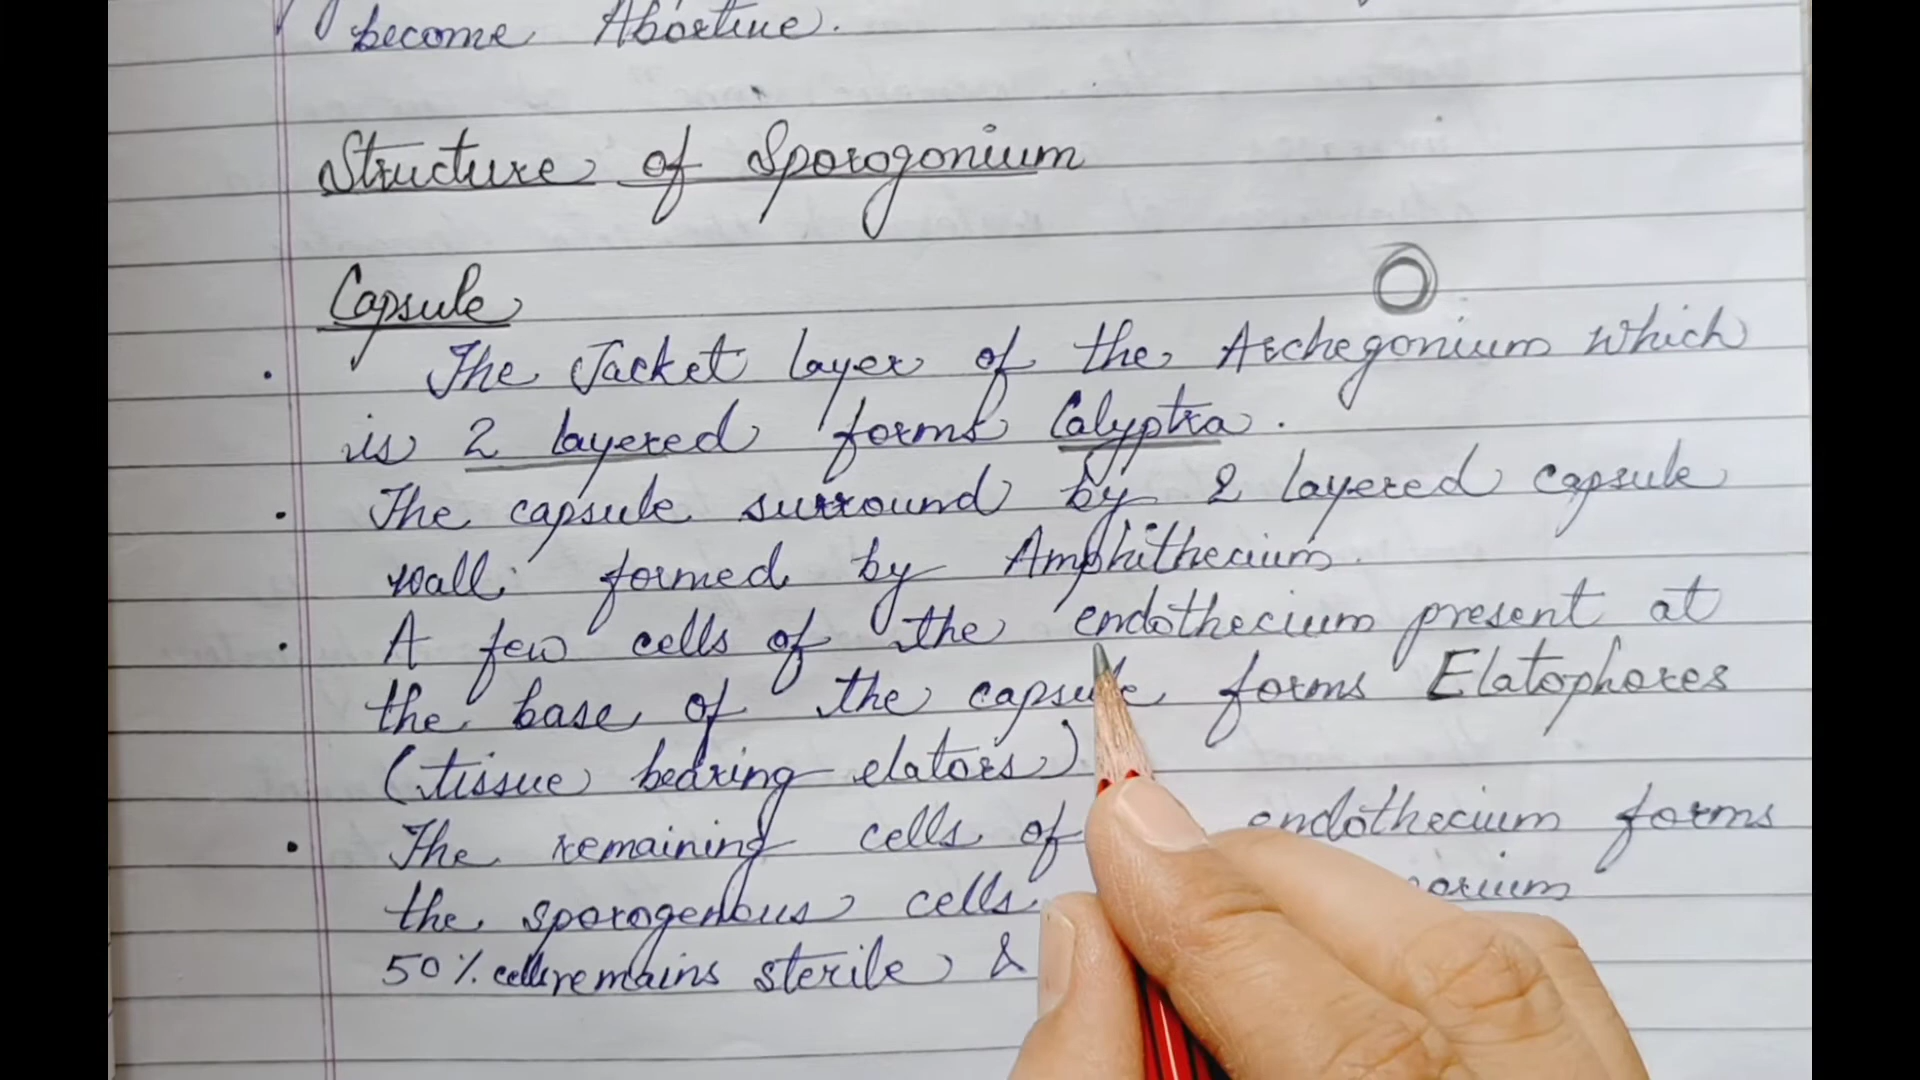 become Abortive.
Structure of Sporogonium
Capsule
The Jacket layer of the Archegonium which
is 2 layered forms Calyptra.
The capsule surround by 2 layered capsule
wall formed by Amphithecium.
A few cells of the endothecium present at
the base of the capsule forms Elatophores
(tissue bearing elators)
The remaining cells of endothecium forms
the sporogenous cells.
50% cells remains sterile &